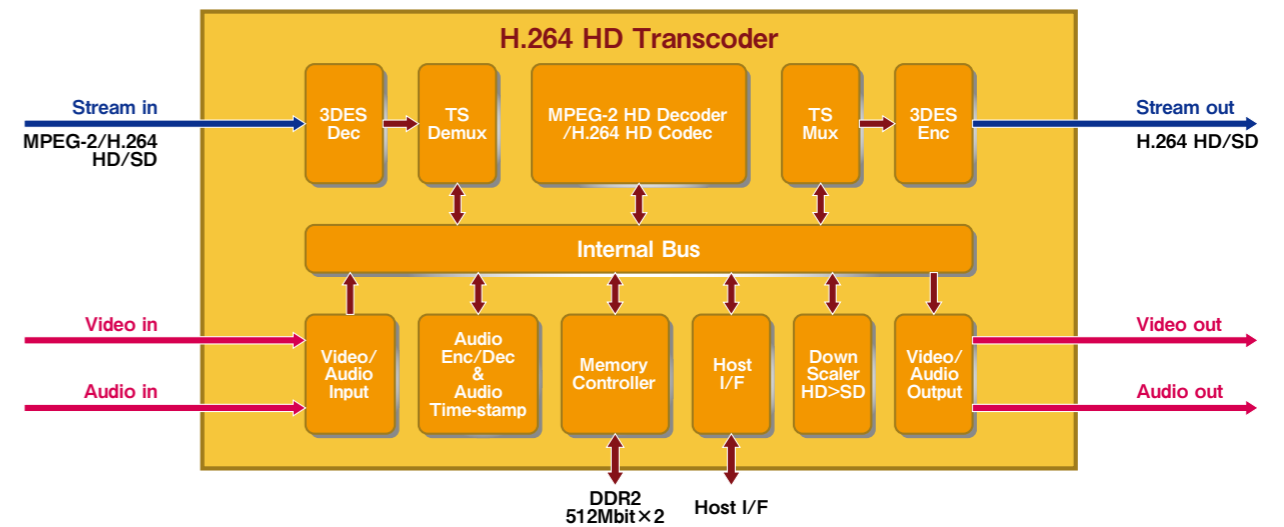 H.264 HD Transcoder
Stream in
MPEG-2/H.264
HD/SD
3DES
Dec
TS
Demux
MPEG-2 HD Decoder
/H.264 HD Codec
TS
Mux
3DES
Enc
Stream out
H.264 HD/SD
Internal Bus
Video in
Audio in
Video/
Audio
Input
Audio
Enc/Dec
&
Audio
Time-stamp
Memory
Controller
Host
I/F
Down
Scaler
HD>SD
Video/
Audio
Output
Video out
Audio out
DDR2
512Mbit×2
Host I/F